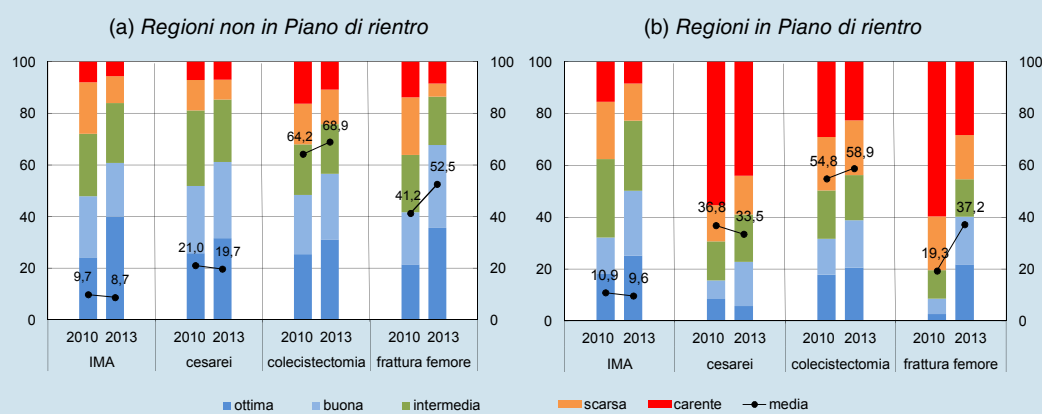 (a) Regioni non in Piano di rientro
(b) Regioni in Piano di rientro
100 80 60 40 20 0
9,7 8,7 21,0 19,7 64,2 68,9 41,2 52,5
100 80 60 40 20 0
2010 2013 2010 2013 2010 2013 2010 2013
IMA cesarei colecistectomia frattura femore
100 80 60 40 20 0
10,9 9,6 36,8 33,5 54,8 58,9 19,3 37,2
100 80 60 40 20 0
2010 2013 2010 2013 2010 2013 2010 2013
IMA cesarei colecistectomia frattura femore
ottima buona intermedia scarsa carente media